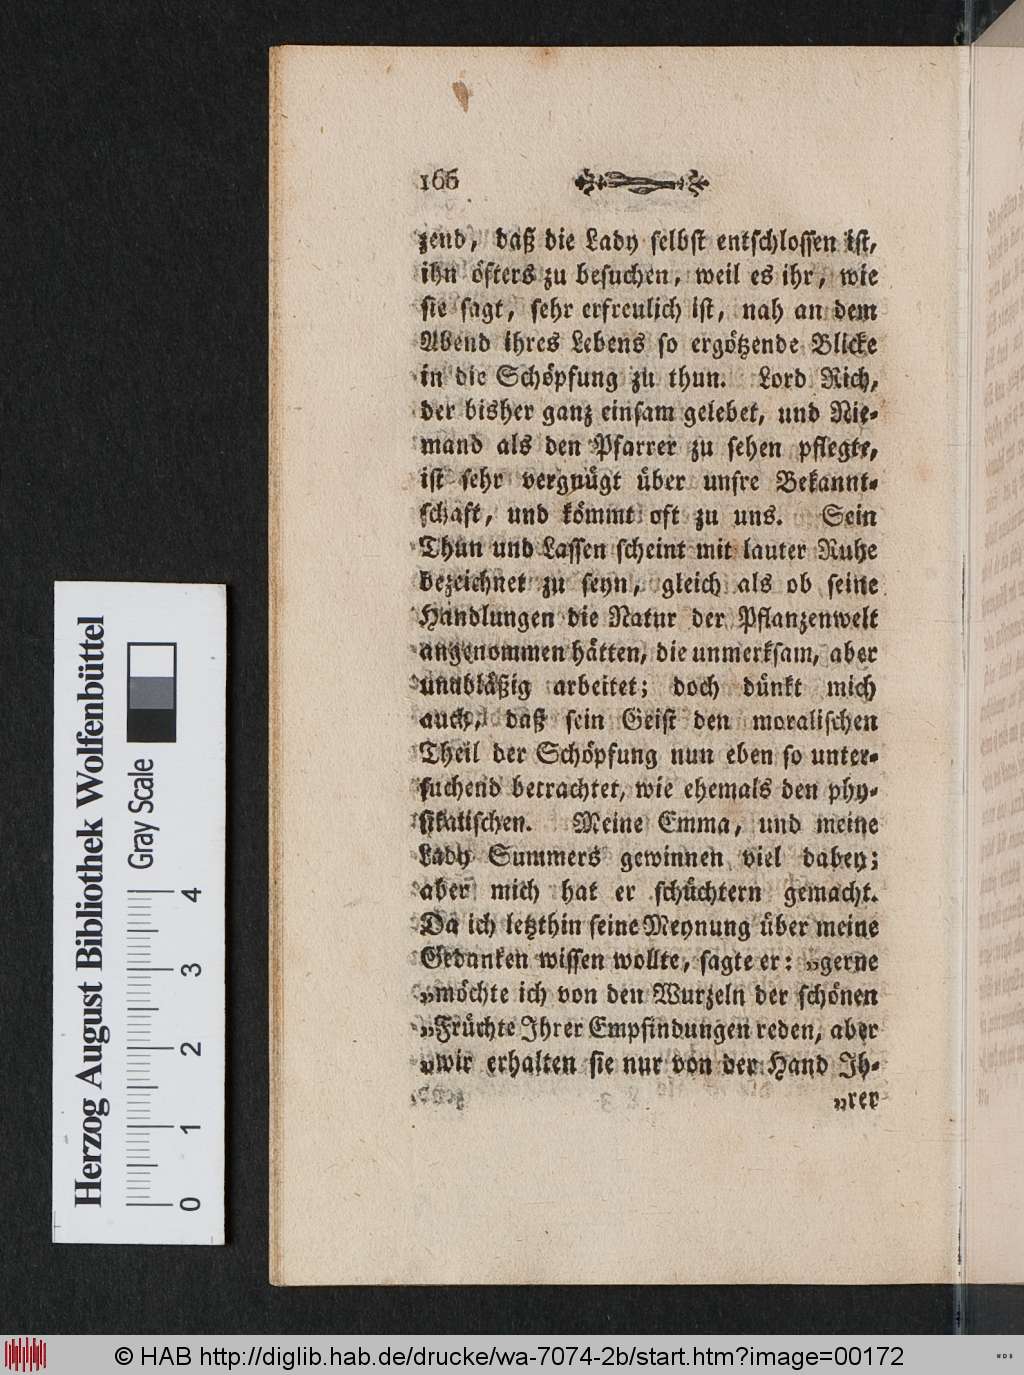 166
zend, daß die Lady selbst entschlossen ist,
ihn öfters zu besuchen, weil es ihr, wie
sie sagt, sehr erfreulich ist, nah an dem
Abend ihres Lebens so ergötzende Blicke
in die Schöpfung zu thun. Lord Rich,
der bisher ganz einsam gelebet, und Nie-
mand als den Pfarrer zu sehen pflegte,
ist sehr vergnügt über unsre Bekannt-
schaft, und kömmt oft zu uns. Sein
Thun und Lassen scheint mit lauter Ruhe
bezeichnet zu seyn, gleich als ob seine
Handlungen die Natur der Pflanzenwelt
angenommen hätten, die unmerksam, aber
unabläßig arbeitet; doch dünkt mich
auch, daß sein Geist den moralischen
Theil der Schöpfung nun eben so unter-
suchend betrachtet, wie ehemals den phy-
sikalischen. Meine Emma, und meine
Lady Summers gewinnen viel dabey;
aber mich hat er schüchtern gemacht.
Da ich letzthin seine Meynung über meine
Gedanken wissen wollte, sagte er: „gerne
„möchte ich von den Wurzeln der schönen
„Früchte Ihrer Empfindungen reden, aber
„wir erhalten sie nur von der Hand Ih-
„rer
Herzog August Bibliothek Wolfenbüttel
Gray Scale
0 1 2 3 4
© HAB http://diglib.hab.de/drucke/wa-7074-2b/start.htm?image=00172
WDB